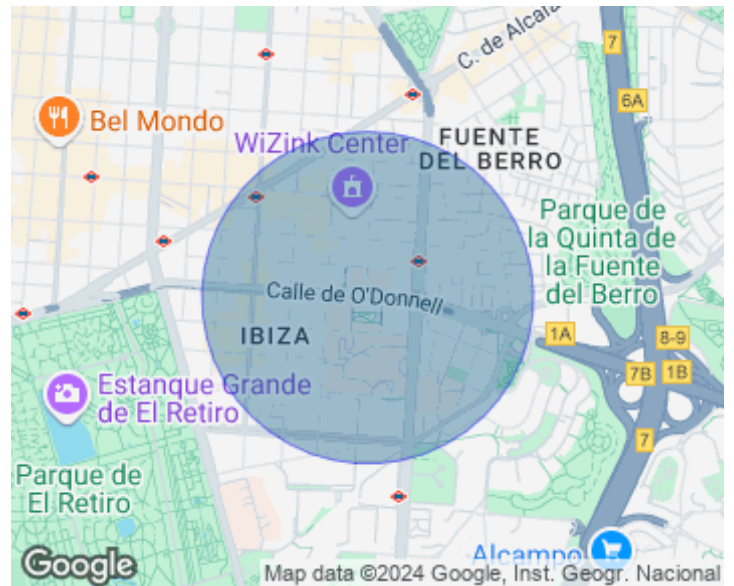 C. de Alcalá
7
6A
Bel Mondo
WiZink Center
FUENTE
DEL BERRO
Parque de
la Quinta de
la Fuente
del Berro
Calle de O'Donnell
IBIZA
1A
8-9
7B
1B
Estanque Grande
de El Retiro
7
Parque de
El Retiro
Alcampo
Google
Map data ©2024 Google, Inst. Geogr. Nacional